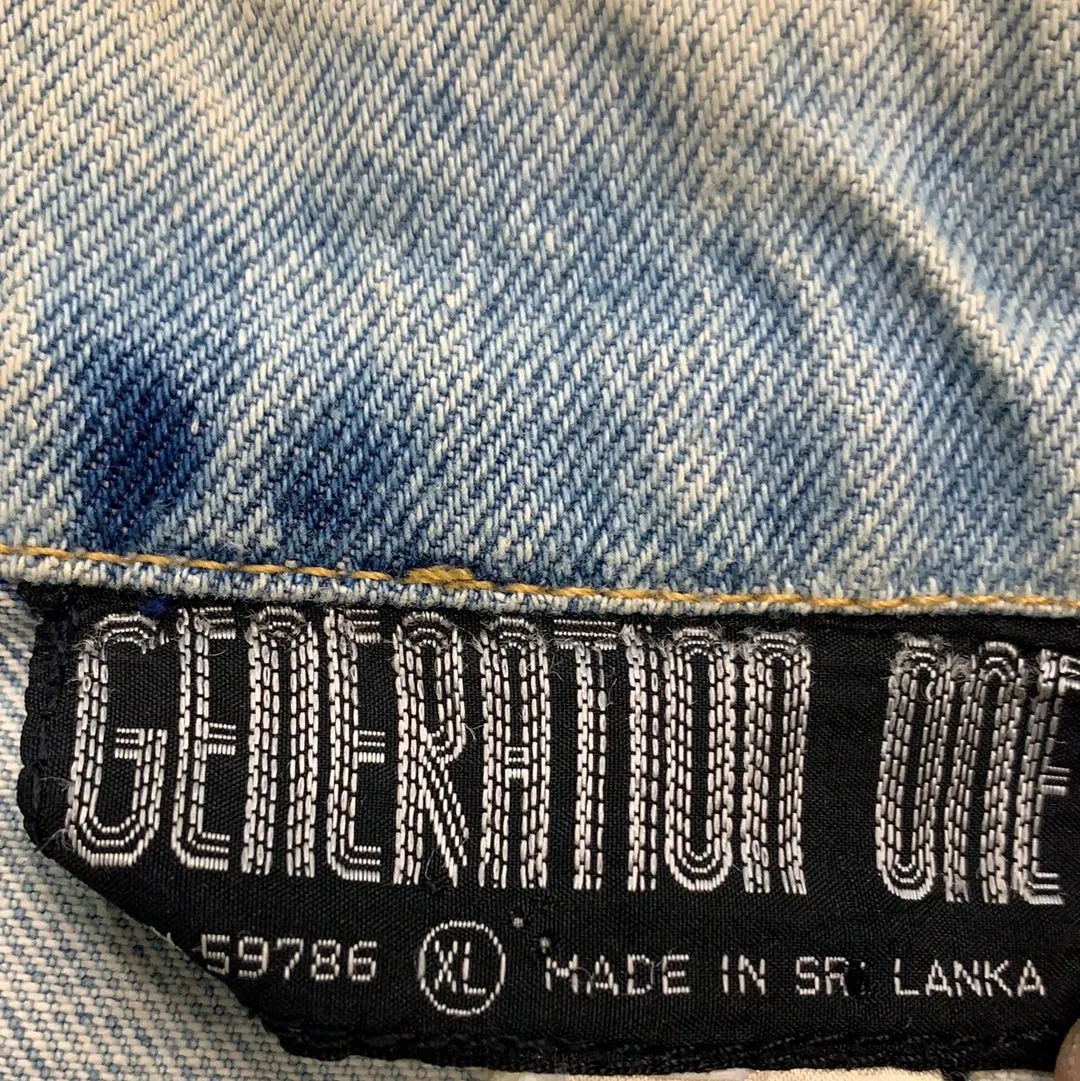 GENERATION ONE
59786 XL MADE IN SRI LANKA